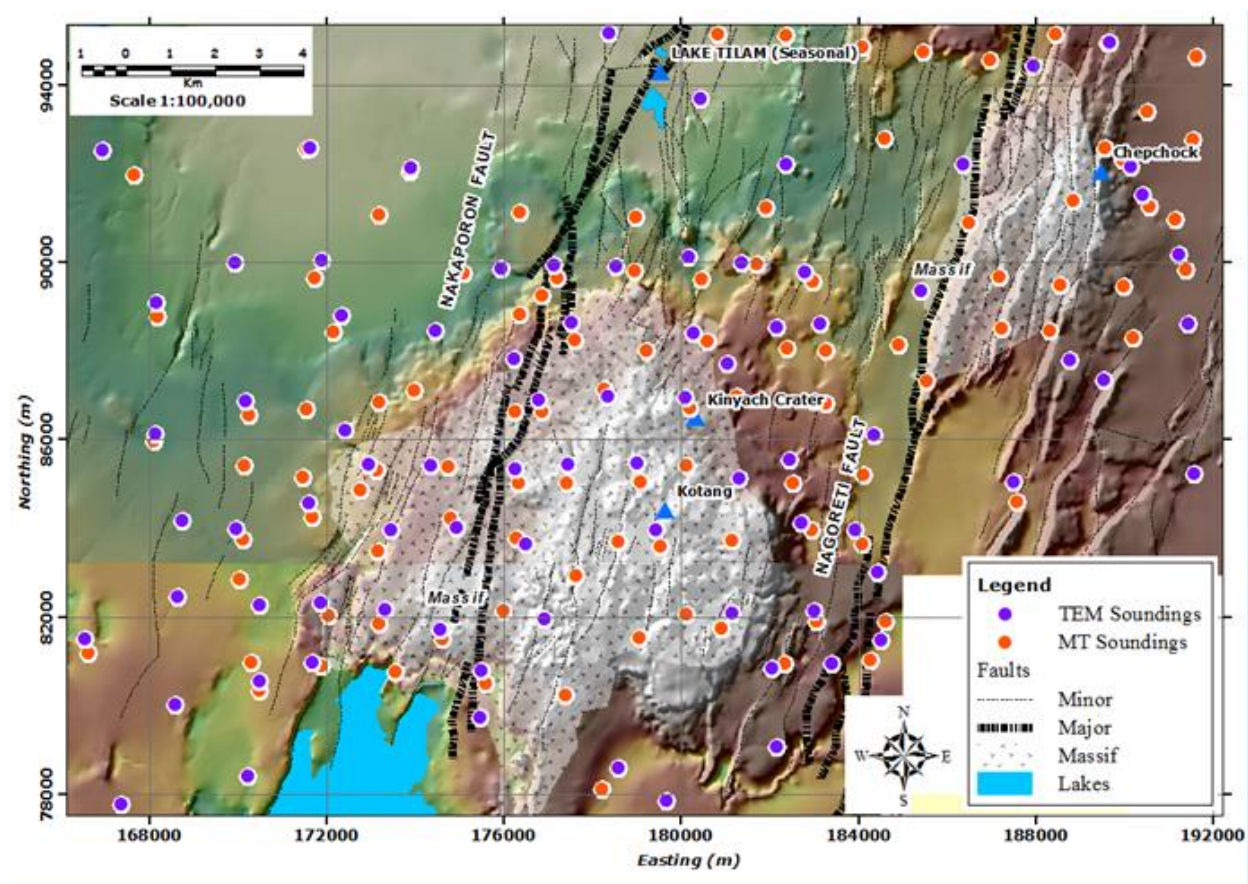 1 0 1 2 3 4
Km
Scale 1:100,000
LAKE TILAM (Seasonal)
Chepchock
NAKAPORON FAULT
Massif
Kinyach Crater
Kotang
NAGORETI FAULT
Massif
Legend
TEM Soundings
MT Soundings
Faults
Minor
Major
Massif
Lakes
N
W E
S
94000
90000
86000
82000
78000
Northing (m)
168000 172000 176000 180000 184000 188000 192000
Easting (m)